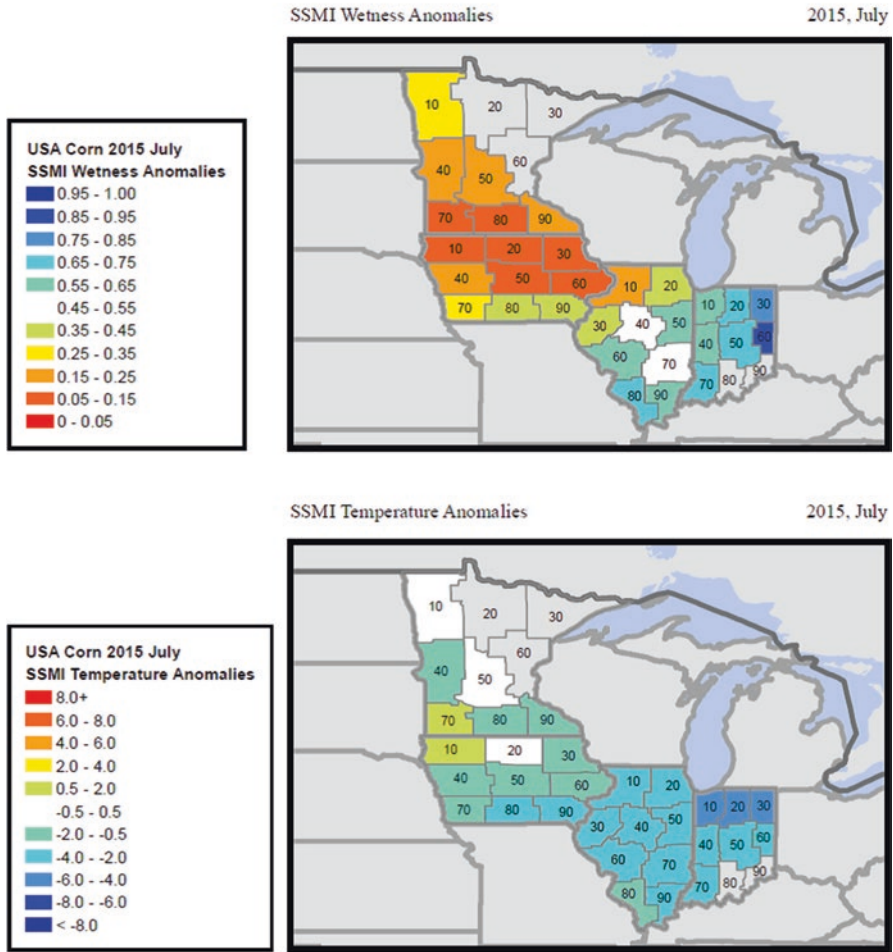 SSMI Wetness Anomalies 2015, July
USA Corn 2015 July
SSMI Wetness Anomalies
0.95 - 1.00
0.85 - 0.95
0.75 - 0.85
0.65 - 0.75
0.55 - 0.65
0.45 - 0.55
0.35 - 0.45
0.25 - 0.35
0.15 - 0.25
0.05 - 0.15
0 - 0.05
10 20 30
60
40 50
70 80 90
10 20 30
40 50 60
70 80 90
10 20
30 40 50
60 70
80 90
10 20 30
40 50 60
70 80 90
SSMI Temperature Anomalies 2015, July
USA Corn 2015 July
SSMI Temperature Anomalies
8.0+
6.0 - 8.0
4.0 - 6.0
2.0 - 4.0
0.5 - 2.0
-0.5 - 0.5
-2.0 - -0.5
-4.0 - -2.0
-6.0 - -4.0
-8.0 - -6.0
< -8.0
10 20 30
60
40 50
70 80 90
10 20 30
40 50 60
70 80 90
10 20
30 40 50
60 70
80 90
10 20 30
40 50 60
70 80 90